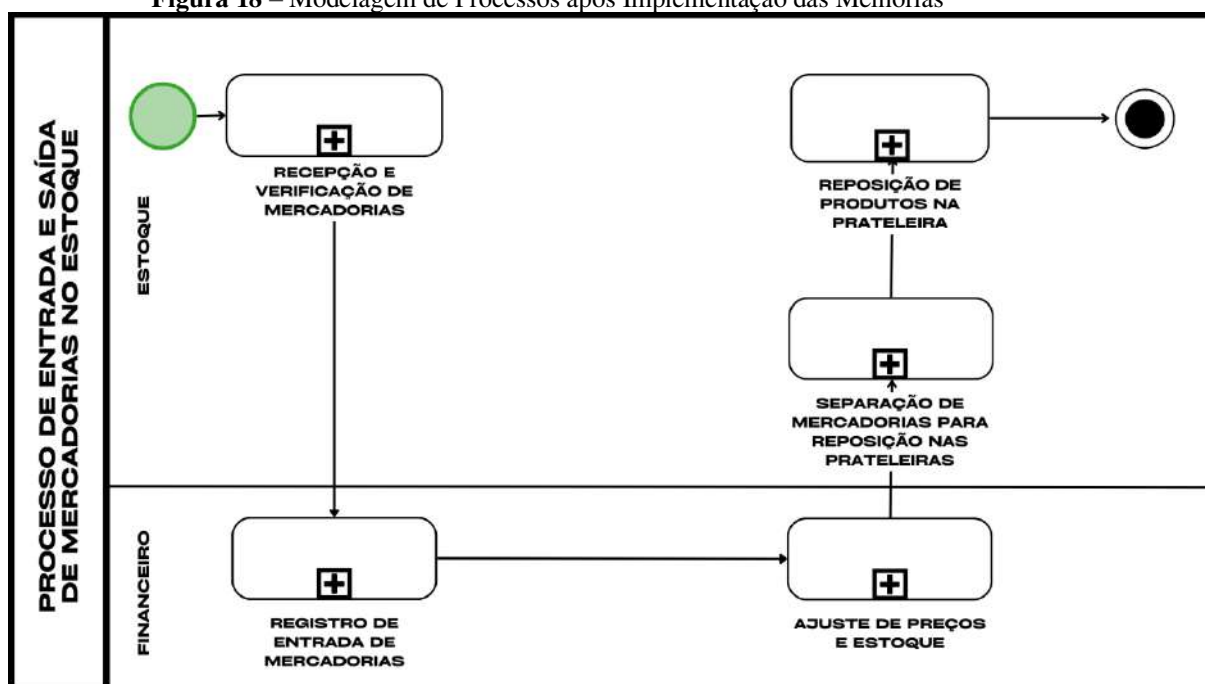 Figura 18 – Modelagem de Processos após Implementação das Melhorias
PROCESSO DE ENTRADA E SAÍDA
DE MERCADORIAS NO ESTOQUE
ESTOQUE
RECEPÇÃO E
VERIFICAÇÃO DE
MERCADORIAS
REPOSIÇÃO DE
PRODUTOS NA
PRATELEIRA
SEPARAÇÃO DE
MERCADORIAS PARA
REPOSIÇÃO NAS
PRATELEIRAS
FINANCEIRO
REGISTRO DE
ENTRADA DE
MERCADORIAS
AJUSTE DE PREÇOS
E ESTOQUE